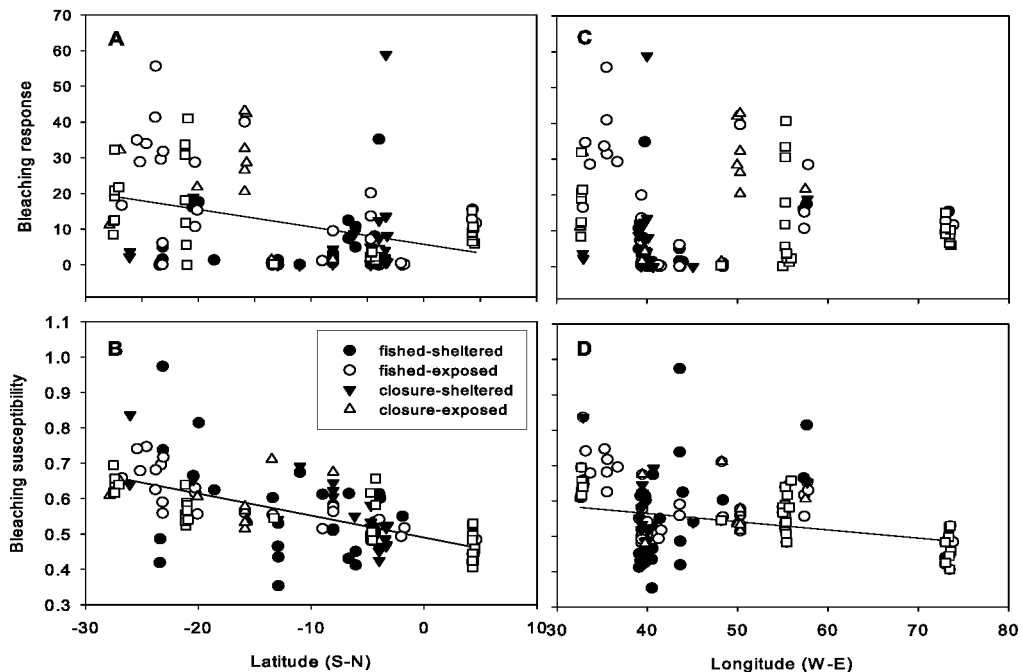 70
60
50
40
30
20
10
0
Bleaching response
A
C
1.1
1.0
0.9
0.8
0.7
0.6
0.5
0.4
0.3
Bleaching susceptibility
B
fished-sheltered
fished-exposed
closure-sheltered
closure-exposed
D
-30 -20 -10 0 10
Latitude (S-N)
30 40 50 60 70 80
Longitude (W-E)